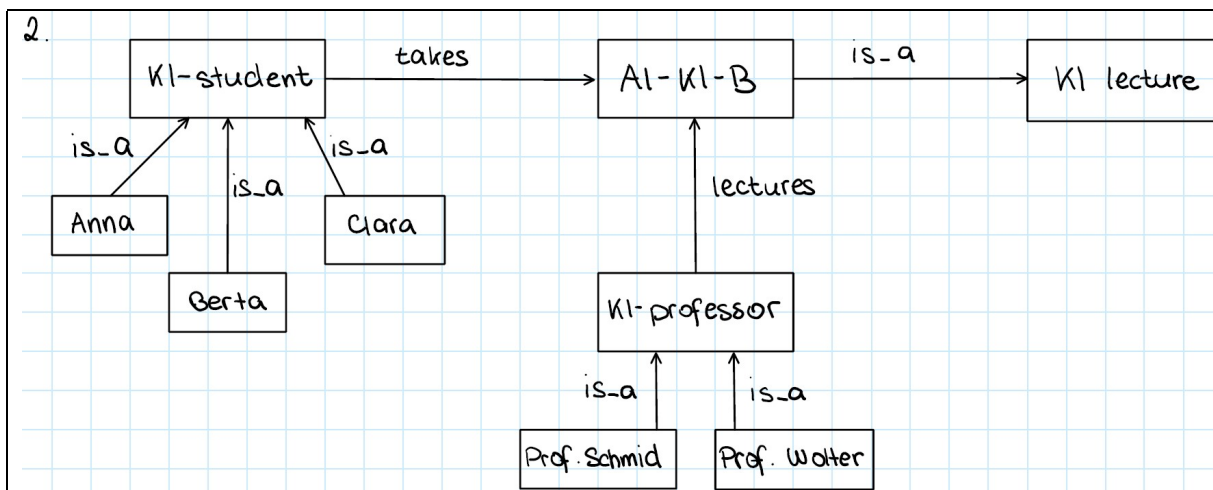 2.
KI-student
takes
AI-KI-B
is_a
KI lecture
is_a
is_a
is_a
lectures
Anna
Clara
Berta
KI-professor
is_a
is_a
Prof. Schmid
Prof. Wolter